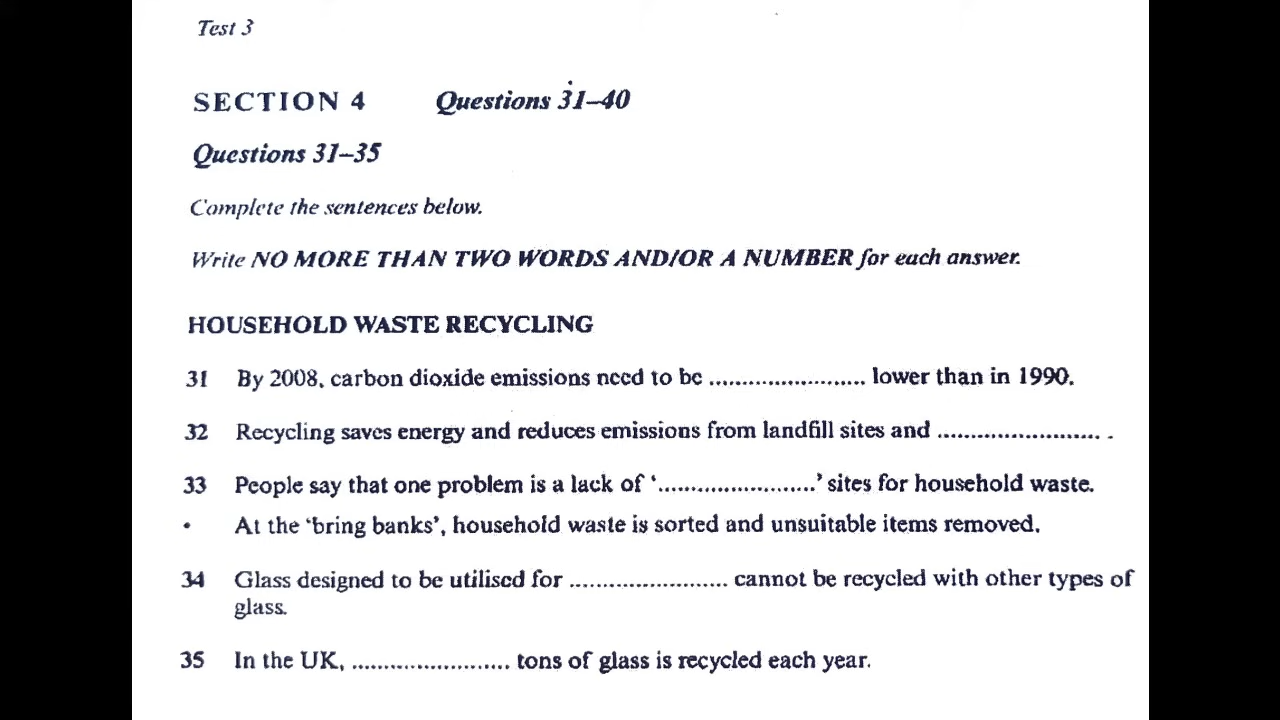 Test 3
SECTION 4 Questions 31–40
Questions 31–35
Complete the sentences below.
Write NO MORE THAN TWO WORDS AND/OR A NUMBER for each answer.
HOUSEHOLD WASTE RECYCLING
31 By 2008, carbon dioxide emissions need to be ........................ lower than in 1990.
32 Recycling saves energy and reduces emissions from landfill sites and ........................ .
33 People say that one problem is a lack of ‘........................’ sites for household waste.
• At the ‘bring banks’, household waste is sorted and unsuitable items removed.
34 Glass designed to be utilised for ........................ cannot be recycled with other types of
glass.
35 In the UK, ........................ tons of glass is recycled each year.